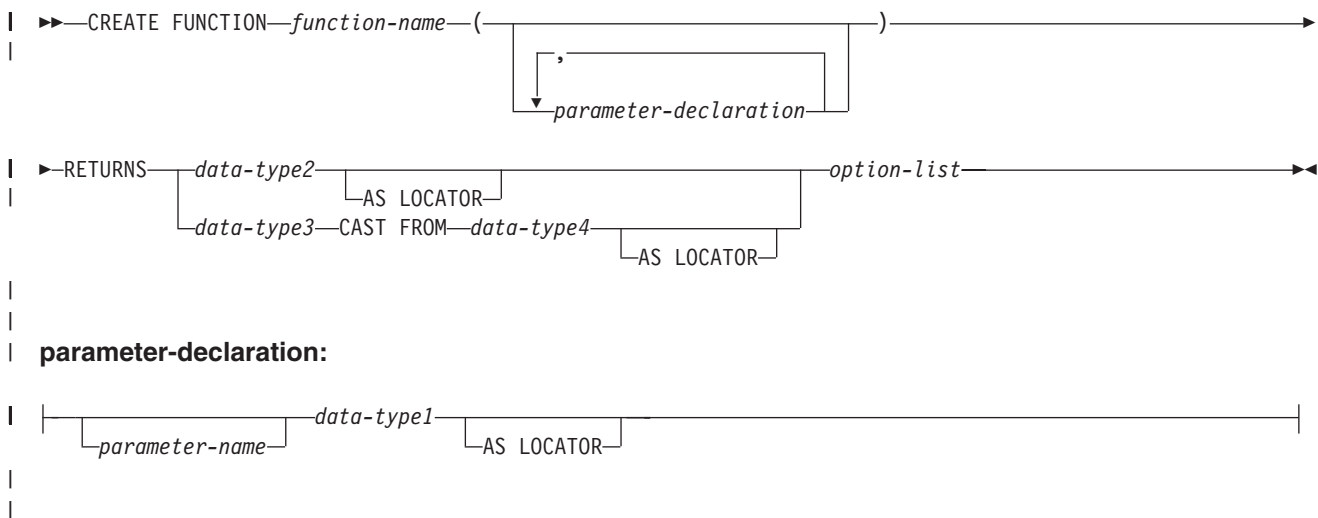 CREATE FUNCTION function-name ( )
,
parameter-declaration
RETURNS data-type2 option-list
AS LOCATOR
data-type3 CAST FROM data-type4
AS LOCATOR
parameter-declaration:
data-type1
parameter-name AS LOCATOR